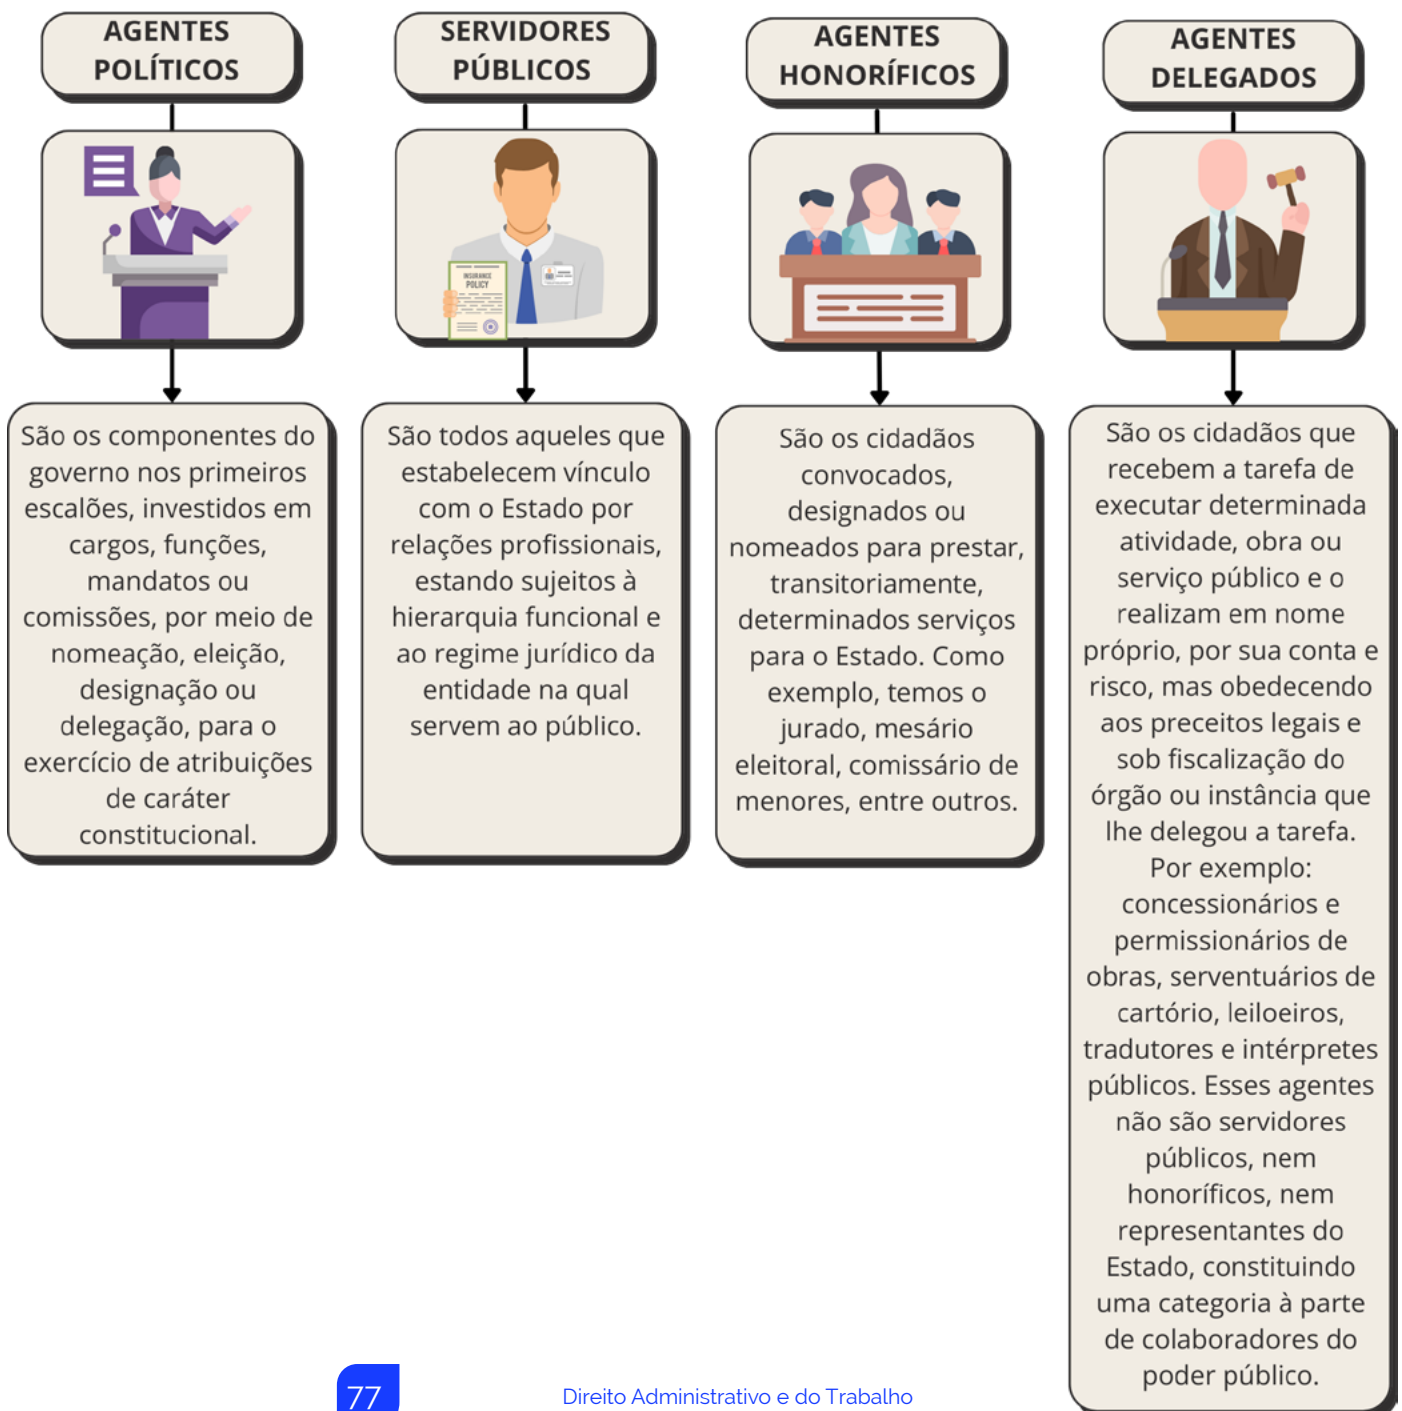 AGENTES
POLÍTICOS
São os componentes do
governo nos primeiros
escalões, investidos em
cargos, funções,
mandatos ou
comissões, por meio de
nomeação, eleição,
designação ou
delegação, para o
exercício de atribuições
de caráter
constitucional.
SERVIDORES
PÚBLICOS
INSURANCE
POLICY
São todos aqueles que
estabelecem vínculo
com o Estado por
relações profissionais,
estando sujeitos à
hierarquia funcional e
ao regime jurídico da
entidade na qual
servem ao público.
AGENTES
HONORÍFICOS
São os cidadãos
convocados,
designados ou
nomeados para prestar,
transitoriamente,
determinados serviços
para o Estado. Como
exemplo, temos o
jurado, mesário
eleitoral, comissário de
menores, entre outros.
AGENTES
DELEGADOS
São os cidadãos que
recebem a tarefa de
executar determinada
atividade, obra ou
serviço público e o
realizam em nome
próprio, por sua conta e
risco, mas obedecendo
aos preceitos legais e
sob fiscalização do
órgão ou instância que
lhe delegou a tarefa.
Por exemplo:
concessionários e
permissionários de
obras, serventuários de
cartório, leiloeiros,
tradutores e intérpretes
públicos. Esses agentes
não são servidores
públicos, nem
honoríficos, nem
representantes do
Estado, constituindo
uma categoria à parte
de colaboradores do
poder público.
77
Direito Administrativo e do Trabalho